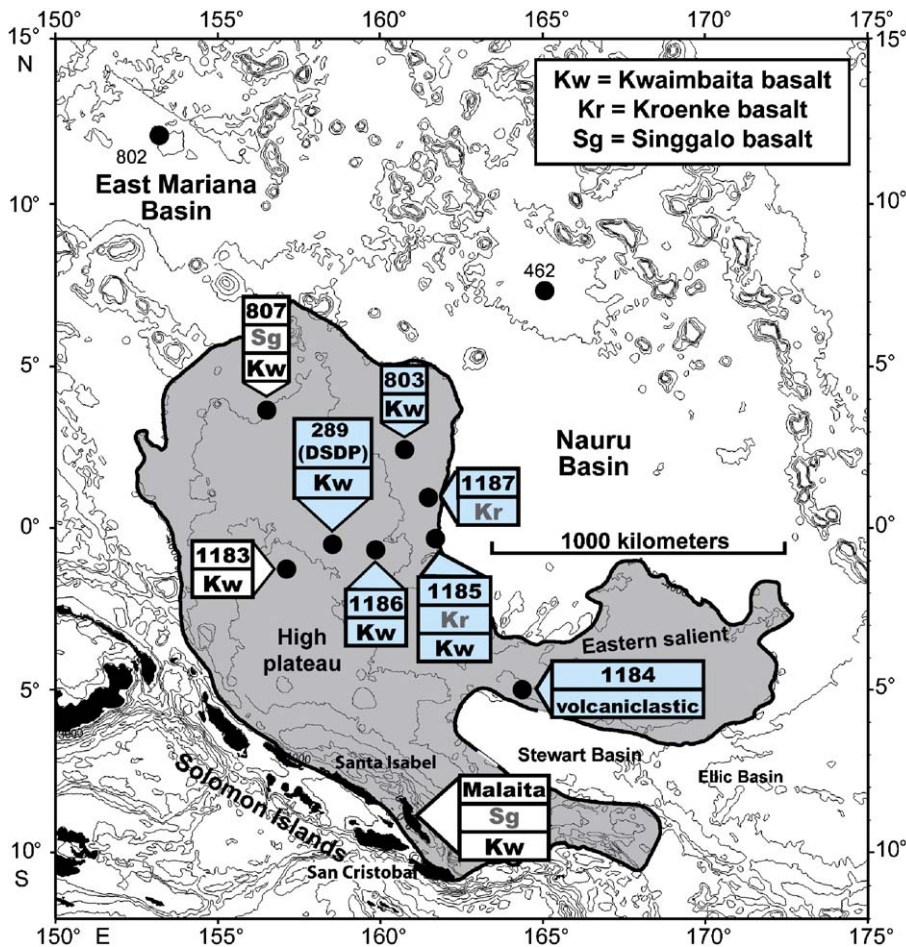 150° 155° 160° 165° 170° 175°
15° 15°
N
Kw = Kwaimbaita basalt
Kr = Kroenke basalt
Sg = Singgalo basalt
802
East Mariana
Basin
10° 10°
462
807
Sg
Kw
5° 5°
803
Kw
289
(DSDP)
Kw
Nauru
Basin
1187
Kr
0° 0°
1000 kilometers
1183
Kw
1186
Kw
1185
Kr
Kw
High
plateau
Eastern salient
1184
volcaniclastic
5° 5°
Stewart Basin
Santa Isabel
Solomon Islands
Malaita
Sg
Kw
San Cristobal
10° 10°
S
150° E 155° 160° 165° 170° 175°